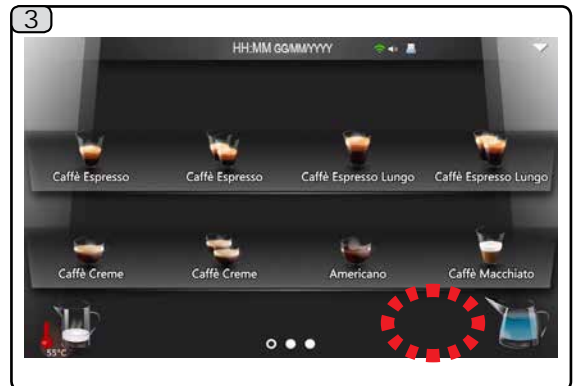 3
HH:MM GG/MM/YYYY
Caffè Espresso Caffè Espresso Caffè Espresso Lungo Caffè Espresso Lungo
Caffè Creme Caffè Creme Americano Caffè Macchiato
55°C